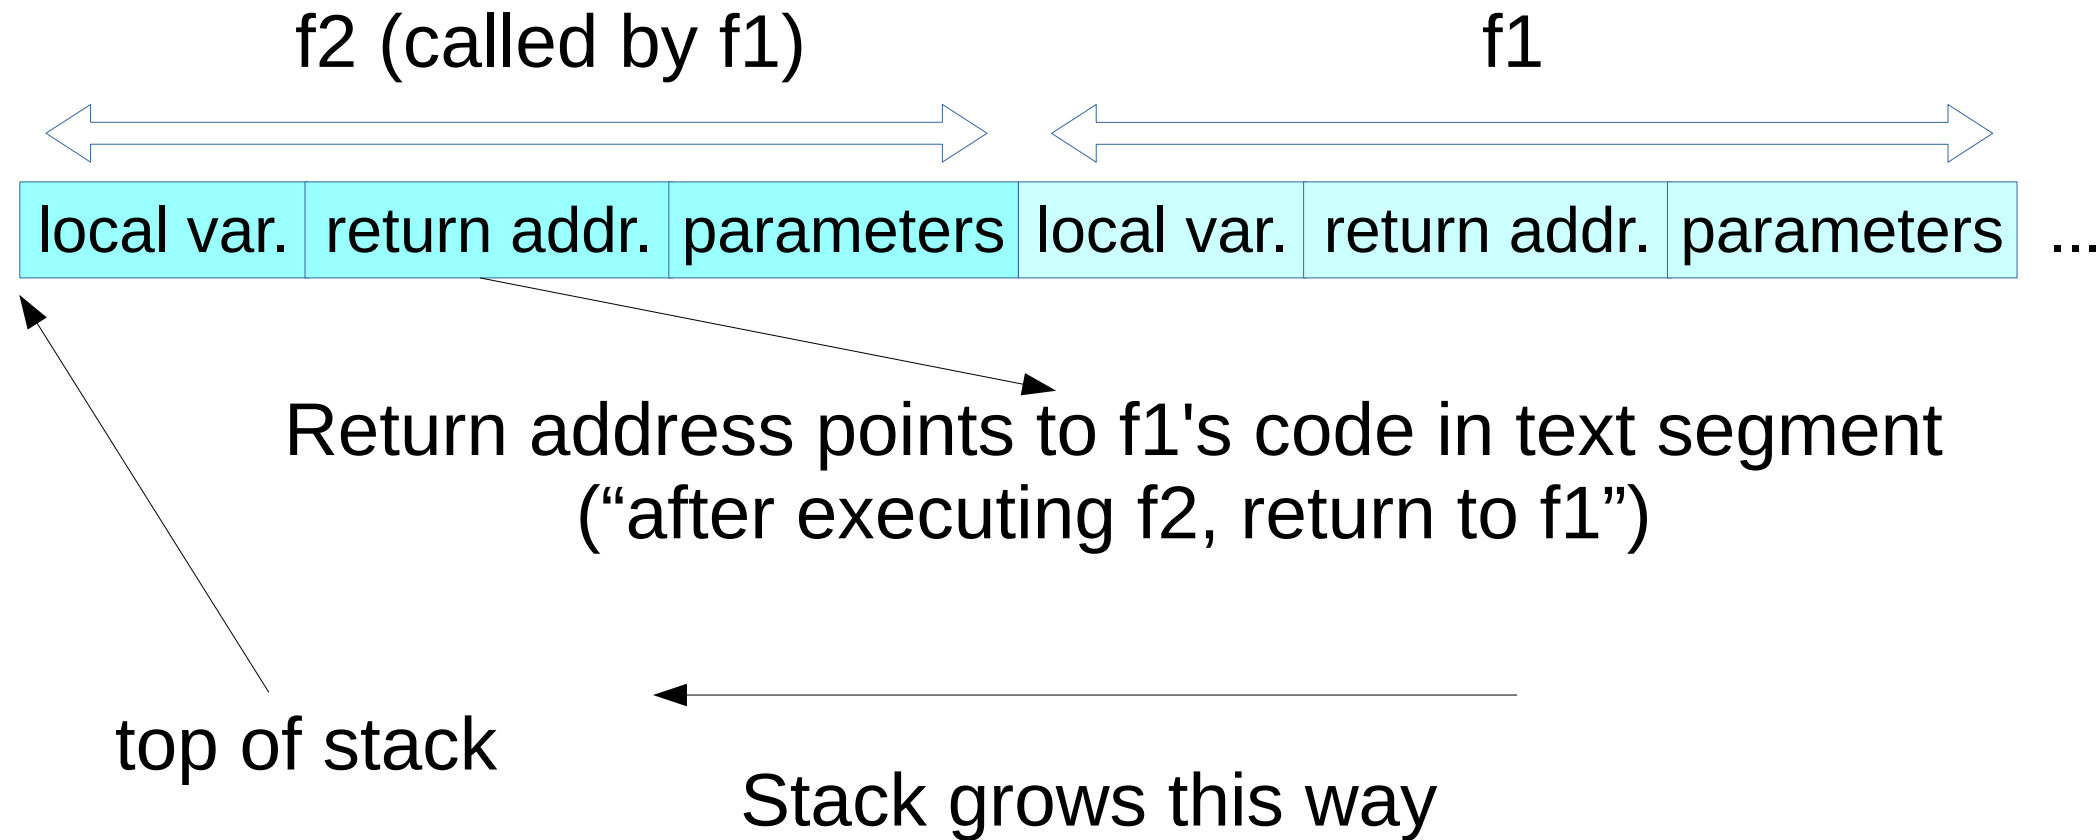 f2 (called by f1) f1
local var. return addr. parameters local var. return addr. parameters ...
Return address points to f1's code in text segment
(“after executing f2, return to f1”)
top of stack
Stack grows this way